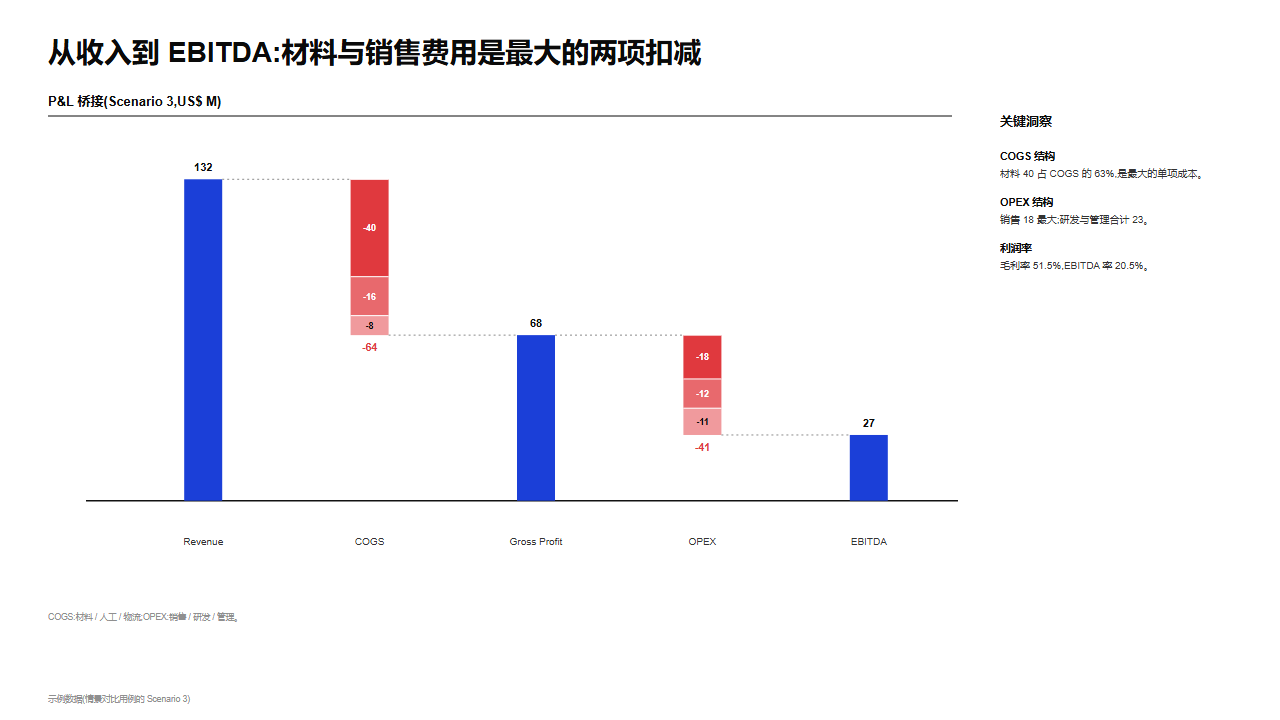 从收入到 EBITDA:材料与销售费用是最大的两项扣减
P&L 桥接(Scenario 3,US$ M)
关键洞察
COGS 结构
材料 40 占 COGS 的 63%,是最大的单项成本。
OPEX 结构
销售 18 最大;研发与管理合计 23。
利润率
毛利率 51.5%,EBITDA 率 20.5%。
132
-40
-16
-8
-64
68
-18
-12
-11
-41
27
Revenue
COGS
Gross Profit
OPEX
EBITDA
COGS:材料 / 人工 / 物流;OPEX:销售 / 研发 / 管理。
示例数据(情景对比用例的 Scenario 3)